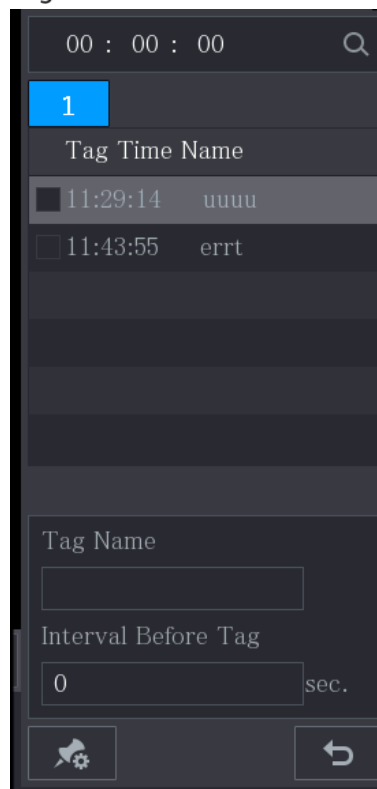 00 : 00 : 00
1
Tag Time Name
11:29:14 uuuu
11:43:55 errt
Tag Name
Interval Before Tag
0 sec.